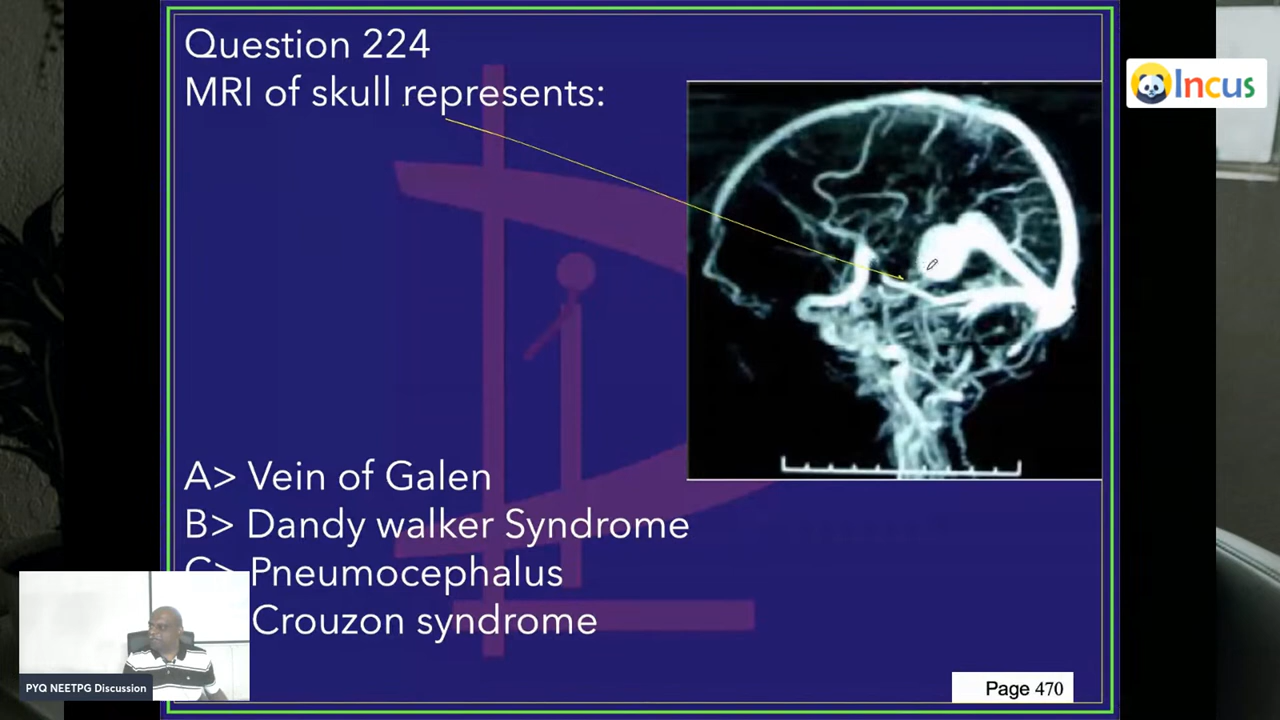 Question 224
MRI of skull represents:
Incus
A> Vein of Galen
B> Dandy walker Syndrome
C> Pneumocephalus
Crouzon syndrome
PYQ NEETPG Discussion
Page 470